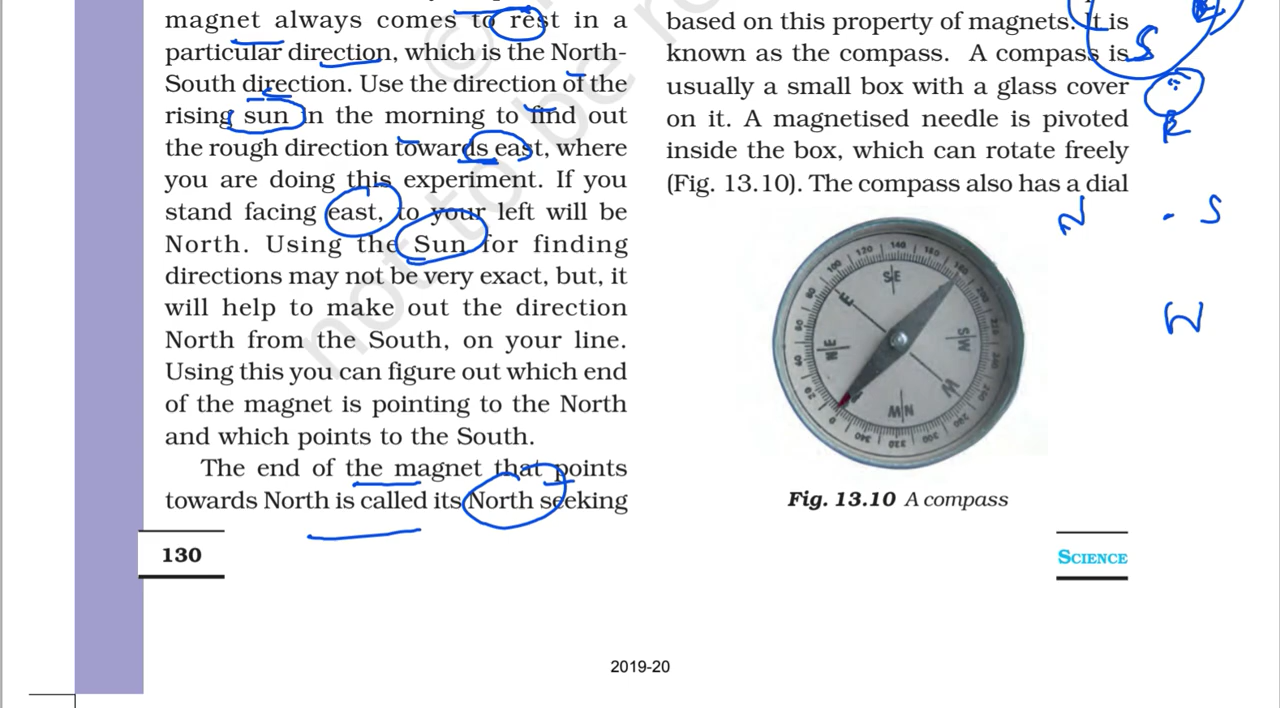 magnet always comes to rest in a
particular direction, which is the North-
South direction. Use the direction of the
rising sun in the morning to find out
the rough direction towards east, where
you are doing this experiment. If you
stand facing east, to your left will be
North. Using the Sun for finding
directions may not be very exact, but, it
will help to make out the direction
North from the South, on your line.
Using this you can figure out which end
of the magnet is pointing to the North
and which points to the South.
The end of the magnet that points
towards North is called its North seeking
130
based on this property of magnets. It is
known as the compass. A compass is
usually a small box with a glass cover
on it. A magnetised needle is pivoted
inside the box, which can rotate freely
(Fig. 13.10). The compass also has a dial
S
N S
W
SE
E
SW
NE
W
NW
Fig. 13.10 A compass
SCIENCE
2019-20
not to be re